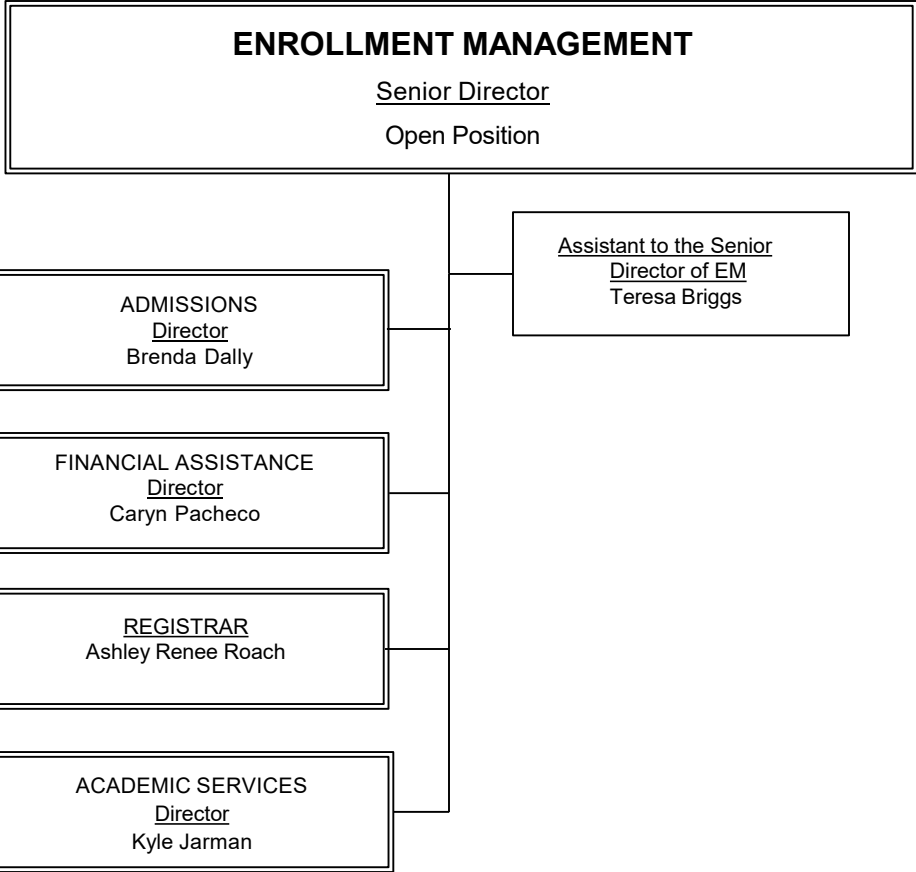 ENROLLMENT MANAGEMENT
Senior Director
Open Position
Assistant to the Senior
Director of EM
Teresa Briggs
ADMISSIONS
Director
Brenda Dally
FINANCIAL ASSISTANCE
Director
Caryn Pacheco
REGISTRAR
Ashley Renee Roach
ACADEMIC SERVICES
Director
Kyle Jarman